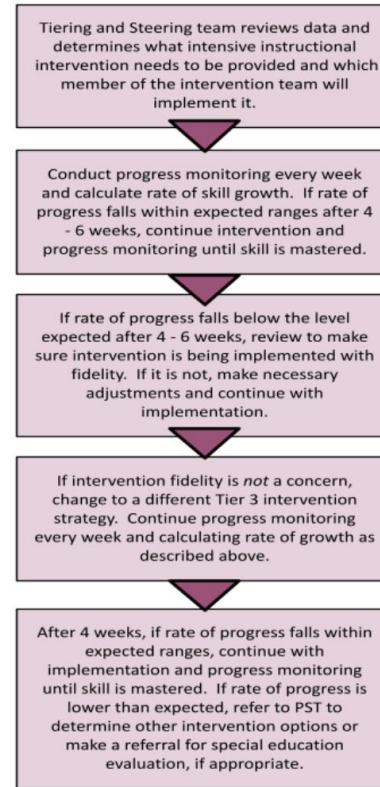 Tiering and Steering team reviews data and
determines what intensive instructional
intervention needs to be provided and which
member of the intervention team will
implement it.
Conduct progress monitoring every week
and calculate rate of skill growth.  If rate of
progress falls within expected ranges after 4
- 6 weeks, continue intervention and
progress monitoring until skill is mastered.
If rate of progress falls below the level
expected after 4 - 6 weeks, review to make
sure intervention is being implemented with
fidelity.  If it is not, make necessary
adjustments and continue with
implementation.
If intervention fidelity is not a concern,
change to a different Tier 3 intervention
strategy.  Continue progress monitoring
every week and calculating rate of growth as
described above.
After 4 weeks, if rate of progress falls within
expected ranges, continue with
implementation and progress monitoring
until skill is mastered.  If rate of progress is
lower than expected, refer to PST to
determine other intervention options or
make a referral for special education
evaluation, if appropriate.